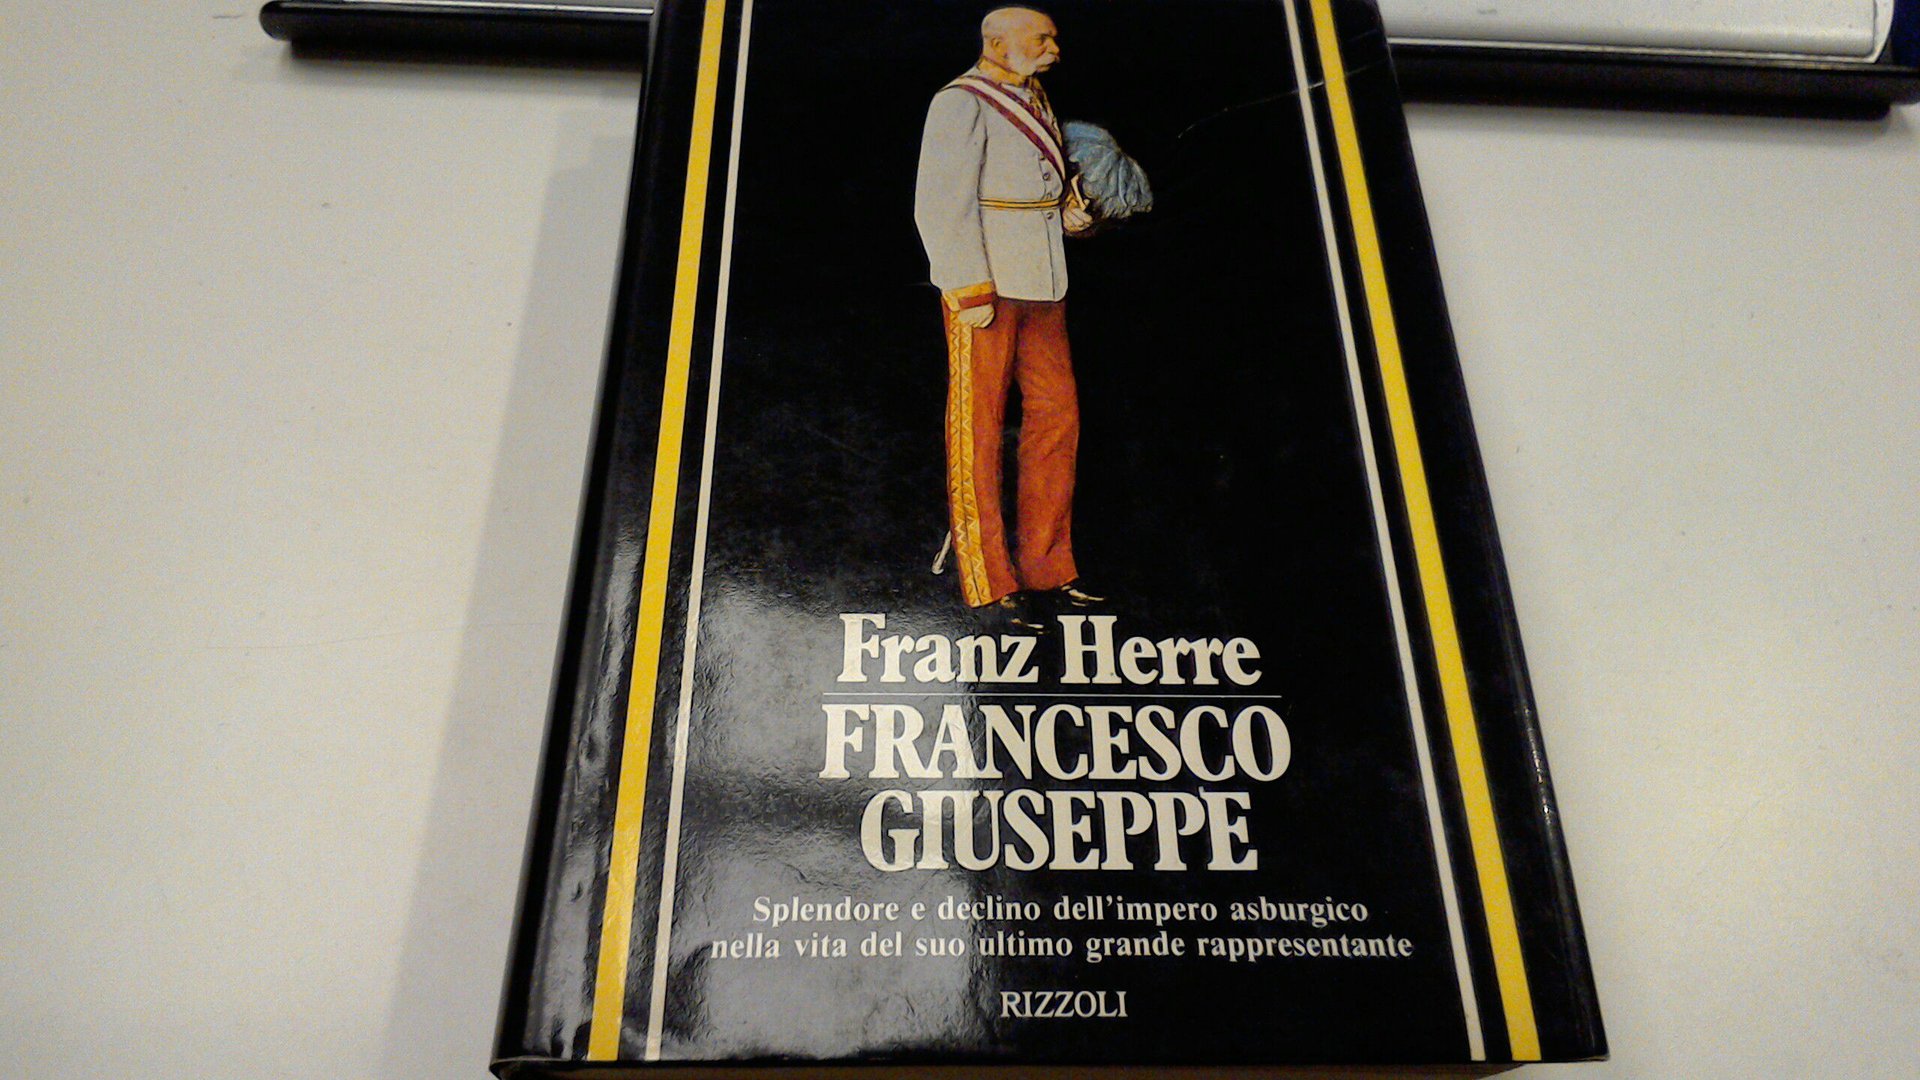 Franz Herre
FRANCESCO
GIUSEPPE
Splendore e declino dell'impero asburgico
nella vita del suo ultimo grande rappresentante
RIZZOLI